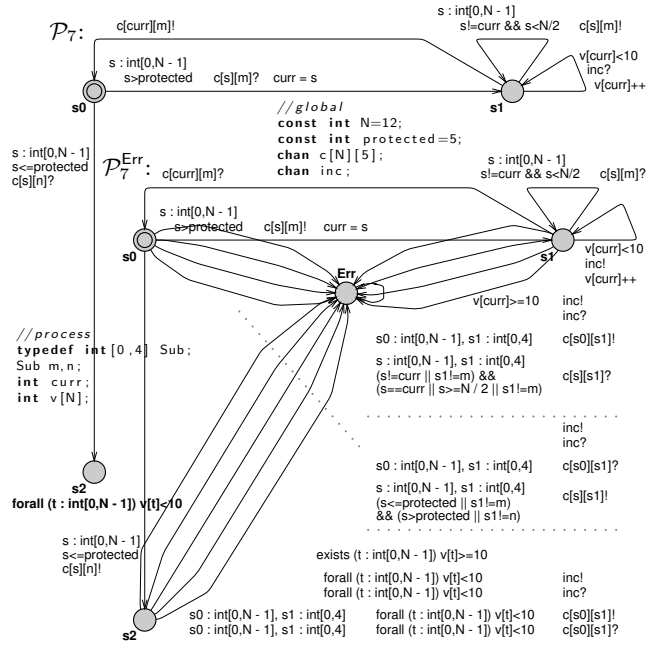 P7:
c[curr][m]!
s : int[0,N - 1]
s!=curr && s<N/2
c[s][m]!
s : int[0,N - 1]
s>protected
c[s][m]?
curr = s
v[curr]<10
inc?
v[curr]++
s0
s1
//global
const int N=12;
const int protected=5;
chan c[N][5];
chan inc;
s : int[0,N - 1]
s<=protected
c[s][n]?
P7Err:
c[curr][m]?
s : int[0,N - 1]
s!=curr && s<N/2
c[s][m]?
s : int[0,N - 1]
s>protected
c[s][m]!
curr = s
s0
s1
v[curr]<10
inc!
v[curr]++
Err
v[curr]>=10
inc!
inc?
s0 : int[0,N - 1], s1 : int[0,4]
c[s0][s1]!
//process
typedef int[0,4] Sub;
Sub m,n;
int curr;
int v[N];
s : int[0,N - 1], s1 : int[0,4]
(s!=curr || s1!=m) &&
(s==curr || s>=N / 2 || s1!=m)
c[s][s1]?
inc!
inc?
s0 : int[0,N - 1], s1 : int[0,4]
c[s0][s1]?
s2
forall (t : int[0,N - 1]) v[t]<10
s : int[0,N - 1], s1 : int[0,4]
(s<=protected || s1!=m)
&& (s>protected || s1!=n)
c[s][s1]!
s : int[0,N - 1]
s<=protected
c[s][n]!
exists (t : int[0,N - 1]) v[t]>=10
forall (t : int[0,N - 1]) v[t]<10
inc!
forall (t : int[0,N - 1]) v[t]<10
inc?
s2
s0 : int[0,N - 1], s1 : int[0,4]
forall (t : int[0,N - 1]) v[t]<10
c[s0][s1]!
s0 : int[0,N - 1], s1 : int[0,4]
forall (t : int[0,N - 1]) v[t]<10
c[s0][s1]?